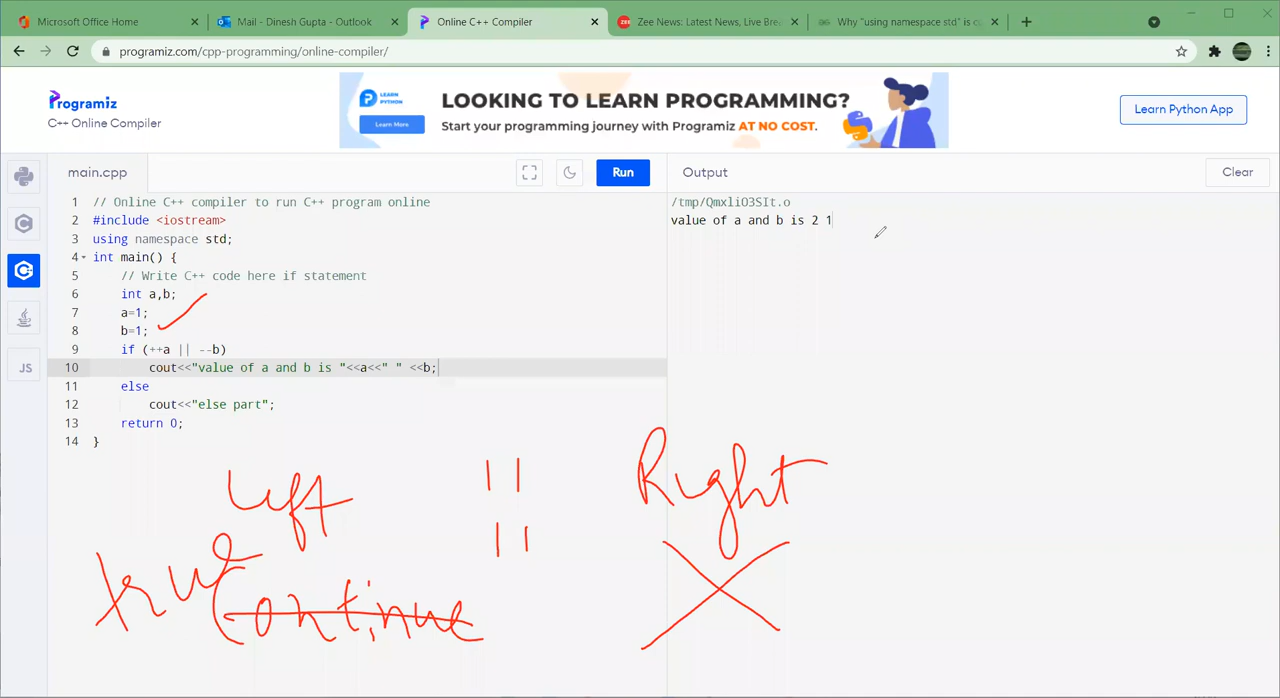 Microsoft Office Home
Mail - Dinesh Gupta - Outlook
Online C++ Compiler
Zee News: Latest News, Live Brea
Why "using namespace std" is co
programiz.com/cpp-programming/online-compiler/
Programiz
C++ Online Compiler
LEARN PYTHON
Learn More
LOOKING TO LEARN PROGRAMMING?
Start your programming journey with Programiz AT NO COST.
Learn Python App
main.cpp
Run
Output
Clear
1 // Online C++ compiler to run C++ program online
2 #include <iostream>
3 using namespace std;
4 int main() {
5 // Write C++ code here if statement
6 int a,b;
7 a=1;
8 b=1;
9 if (++a || --b)
10 cout<<"value of a and b is "<<a<<" " <<b;
11 else
12 cout<<"else part";
13 return 0;
14 }
JS
/tmp/QmxliO3SIt.o
value of a and b is 2 1
Left || Right
true || 
continue